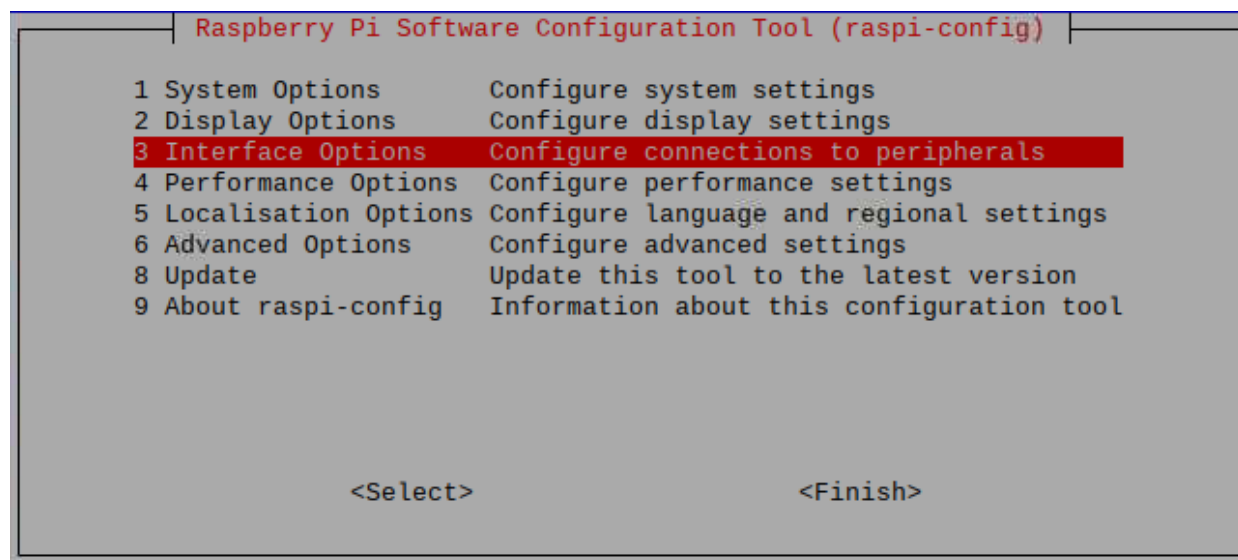 Raspberry Pi Software Configuration Tool (raspi-config)
1 System Options Configure system settings
2 Display Options Configure display settings
3 Interface Options Configure connections to peripherals
4 Performance Options Configure performance settings
5 Localisation Options Configure language and regional settings
6 Advanced Options Configure advanced settings
8 Update Update this tool to the latest version
9 About raspi-config Information about this configuration tool
<Select> <Finish>